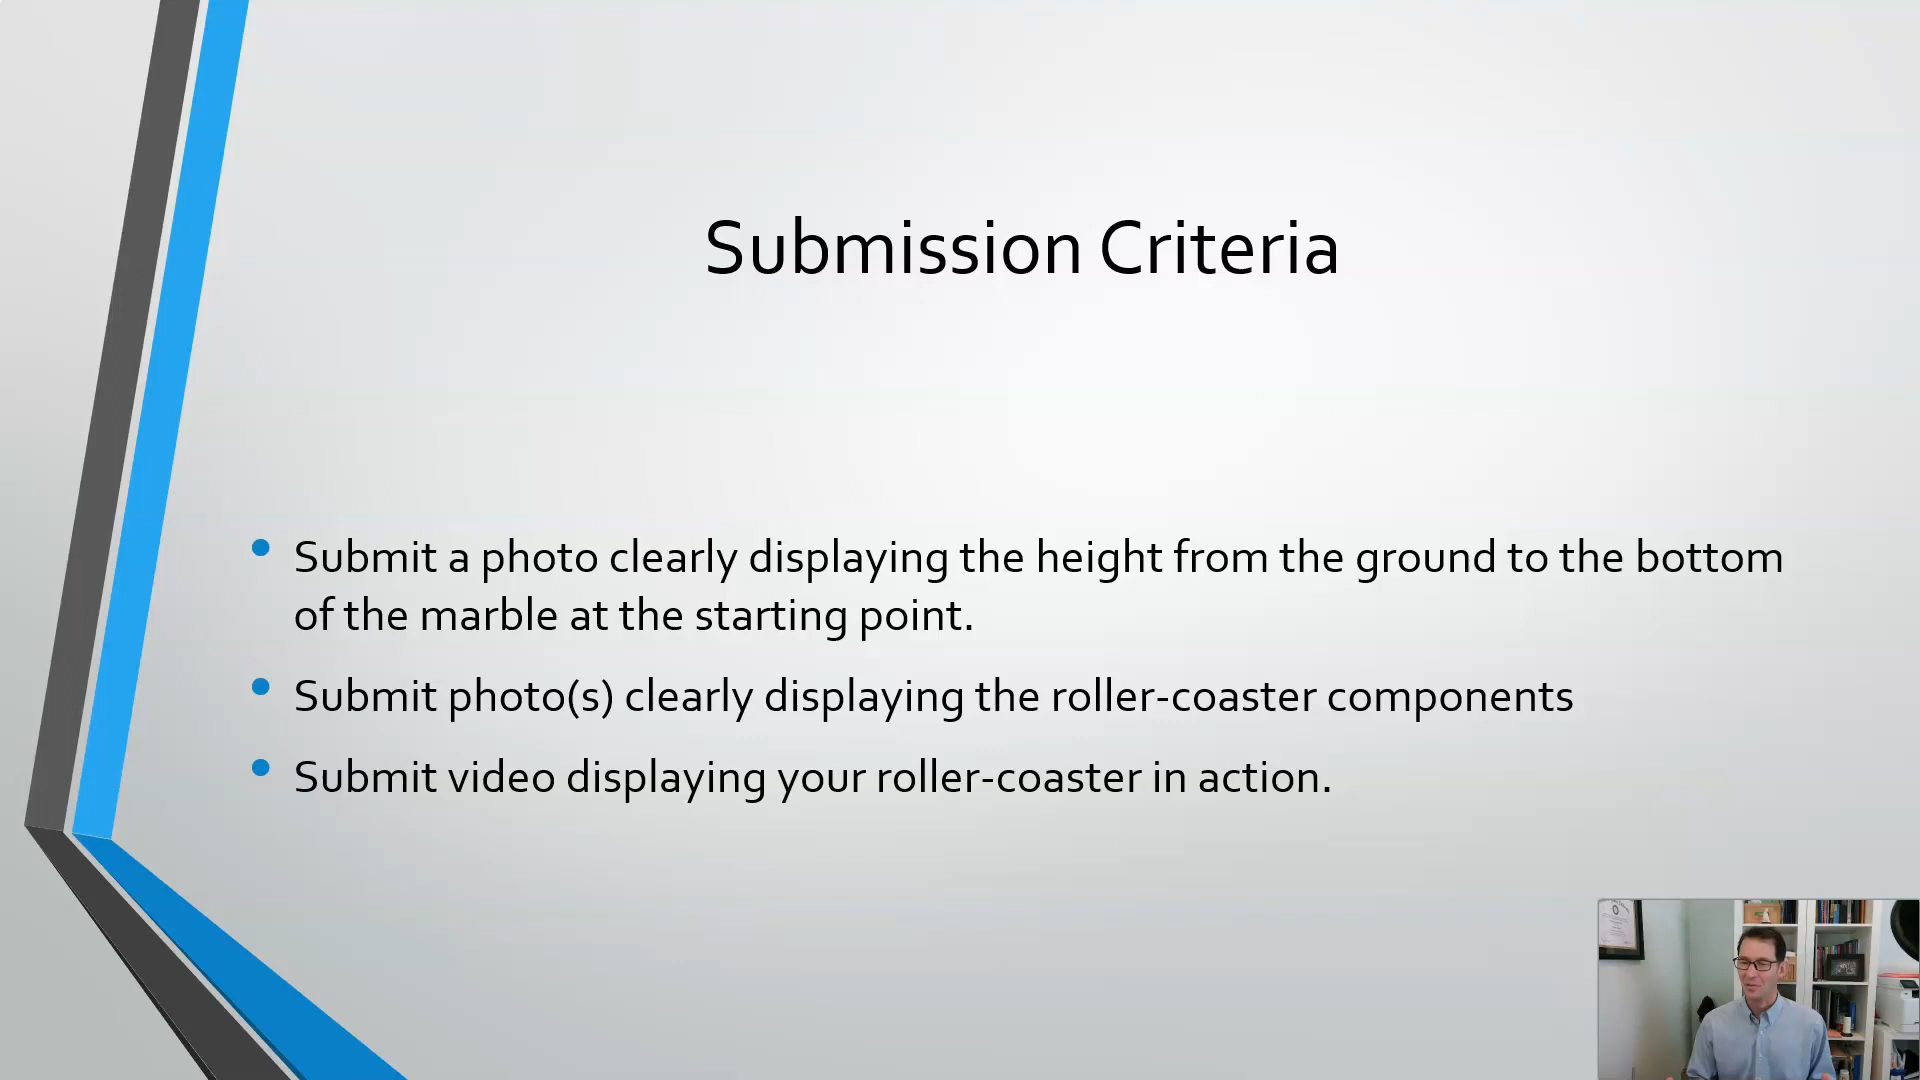 Submission Criteria
Submit a photo clearly displaying the height from the ground to the bottom
of the marble at the starting point.
Submit photo(s) clearly displaying the roller-coaster components
Submit video displaying your roller-coaster in action.